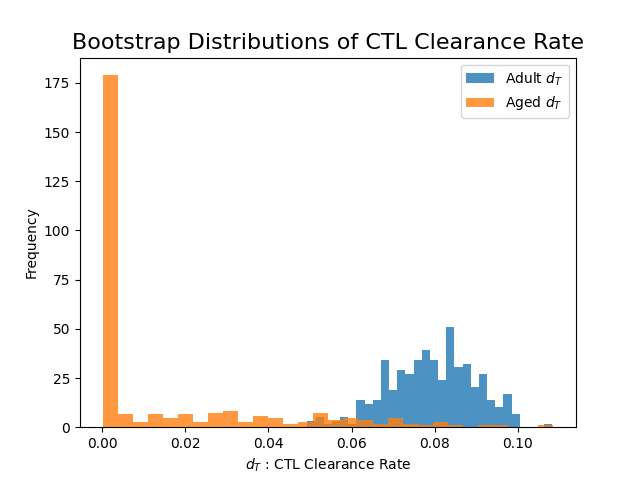 Bootstrap Distributions of CTL Clearance Rate
Adult d_T
Aged d_T
175
150
125
100
75
50
25
0
Frequency
0.00 0.02 0.04 0.06 0.08 0.10
d_T : CTL Clearance Rate